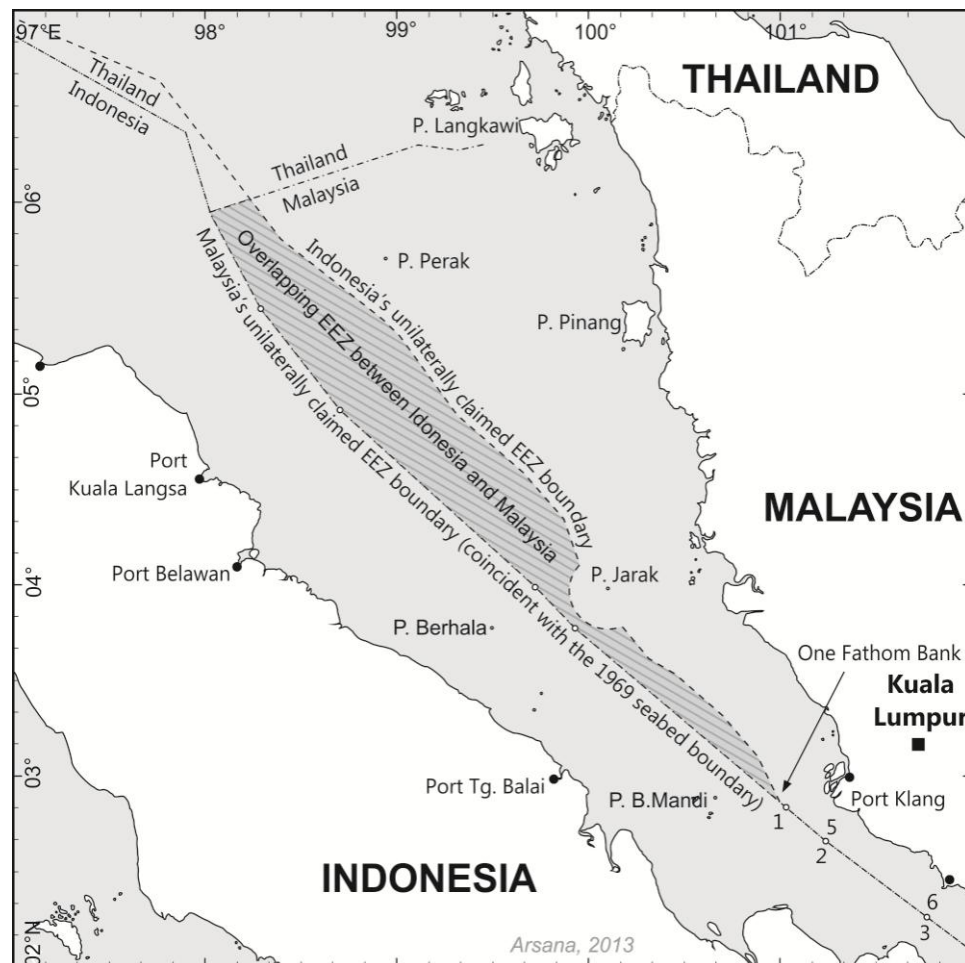 97°E
98°
99°
100°
101°
Thailand
Indonesia
THAILAND
P. Langkawi
Thailand
Malaysia
06°
Overlapping EEZ between Idonesia and Malaysia
Indonesia's unilaterally claimed EEZ boundary
Malaysia's unilaterally claimed EEZ boundary (coincident with the 1969 seabed boundary)
P. Perak
P. Pinang
05°
Port
Kuala Langsa
MALAYSIA
Port Belawan
04°
P. Jarak
P. Berhala
One Fathom Bank
Kuala
Lumpur
03°
Port Tg. Balai
P. B.Mandi
Port Klang
1
5
2
INDONESIA
6
3
02°N
Arsana, 2013